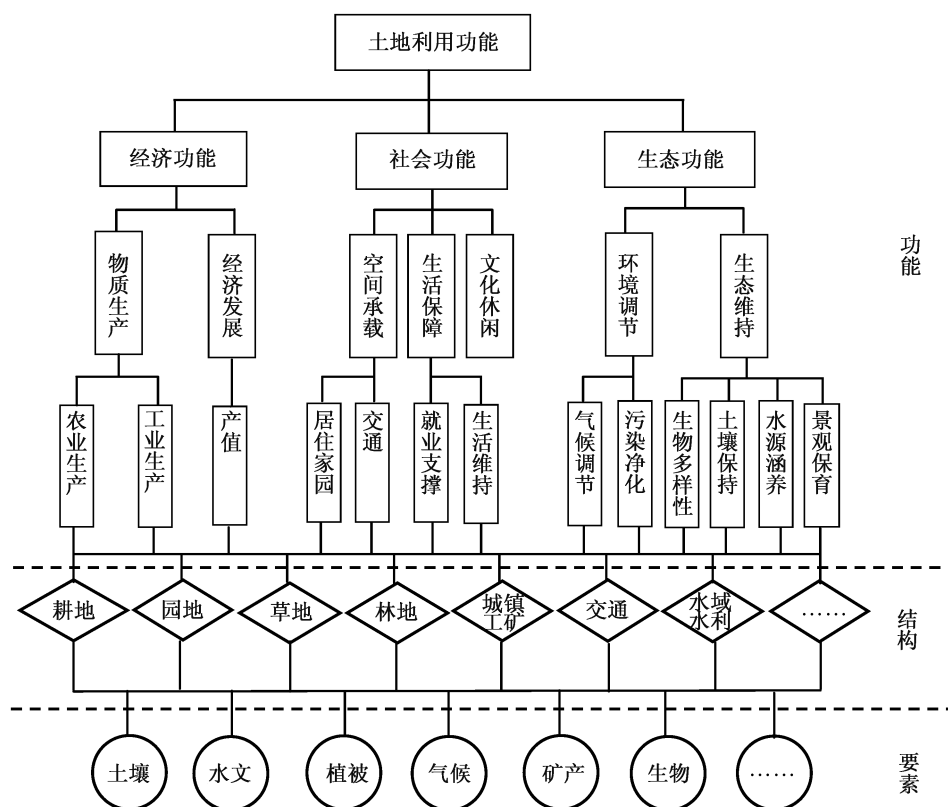 土地利用功能
经济功能
社会功能
生态功能
物质生产
经济发展
空间承载
生活保障
文化休闲
环境调节
生态维持
功能
农业生产
工业生产
产值
居住家园
交通
就业支撑
生活维持
气候调节
污染净化
生物多样性
土壤保持
水源涵养
景观保育
耕地
园地
草地
林地
城镇
工矿
交通
水域
水利
……
结构
土壤
水文
植被
气候
矿产
生物
……
要素